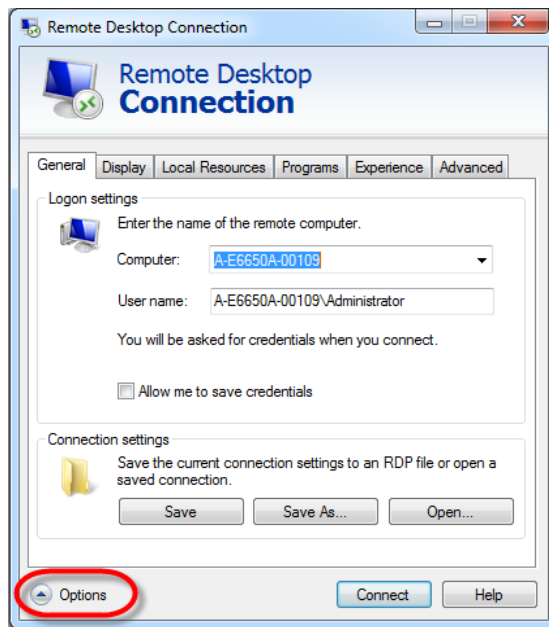 Remote Desktop Connection
Remote Desktop
Connection
General Display Local Resources Programs Experience Advanced
Logon settings
Enter the name of the remote computer.
Computer: A-E6650A-00109
User name: A-E6650A-00109\Administrator
You will be asked for credentials when you connect.
Allow me to save credentials
Connection settings
Save the current connection settings to an RDP file or open a
saved connection.
Save Save As... Open...
Options Connect Help